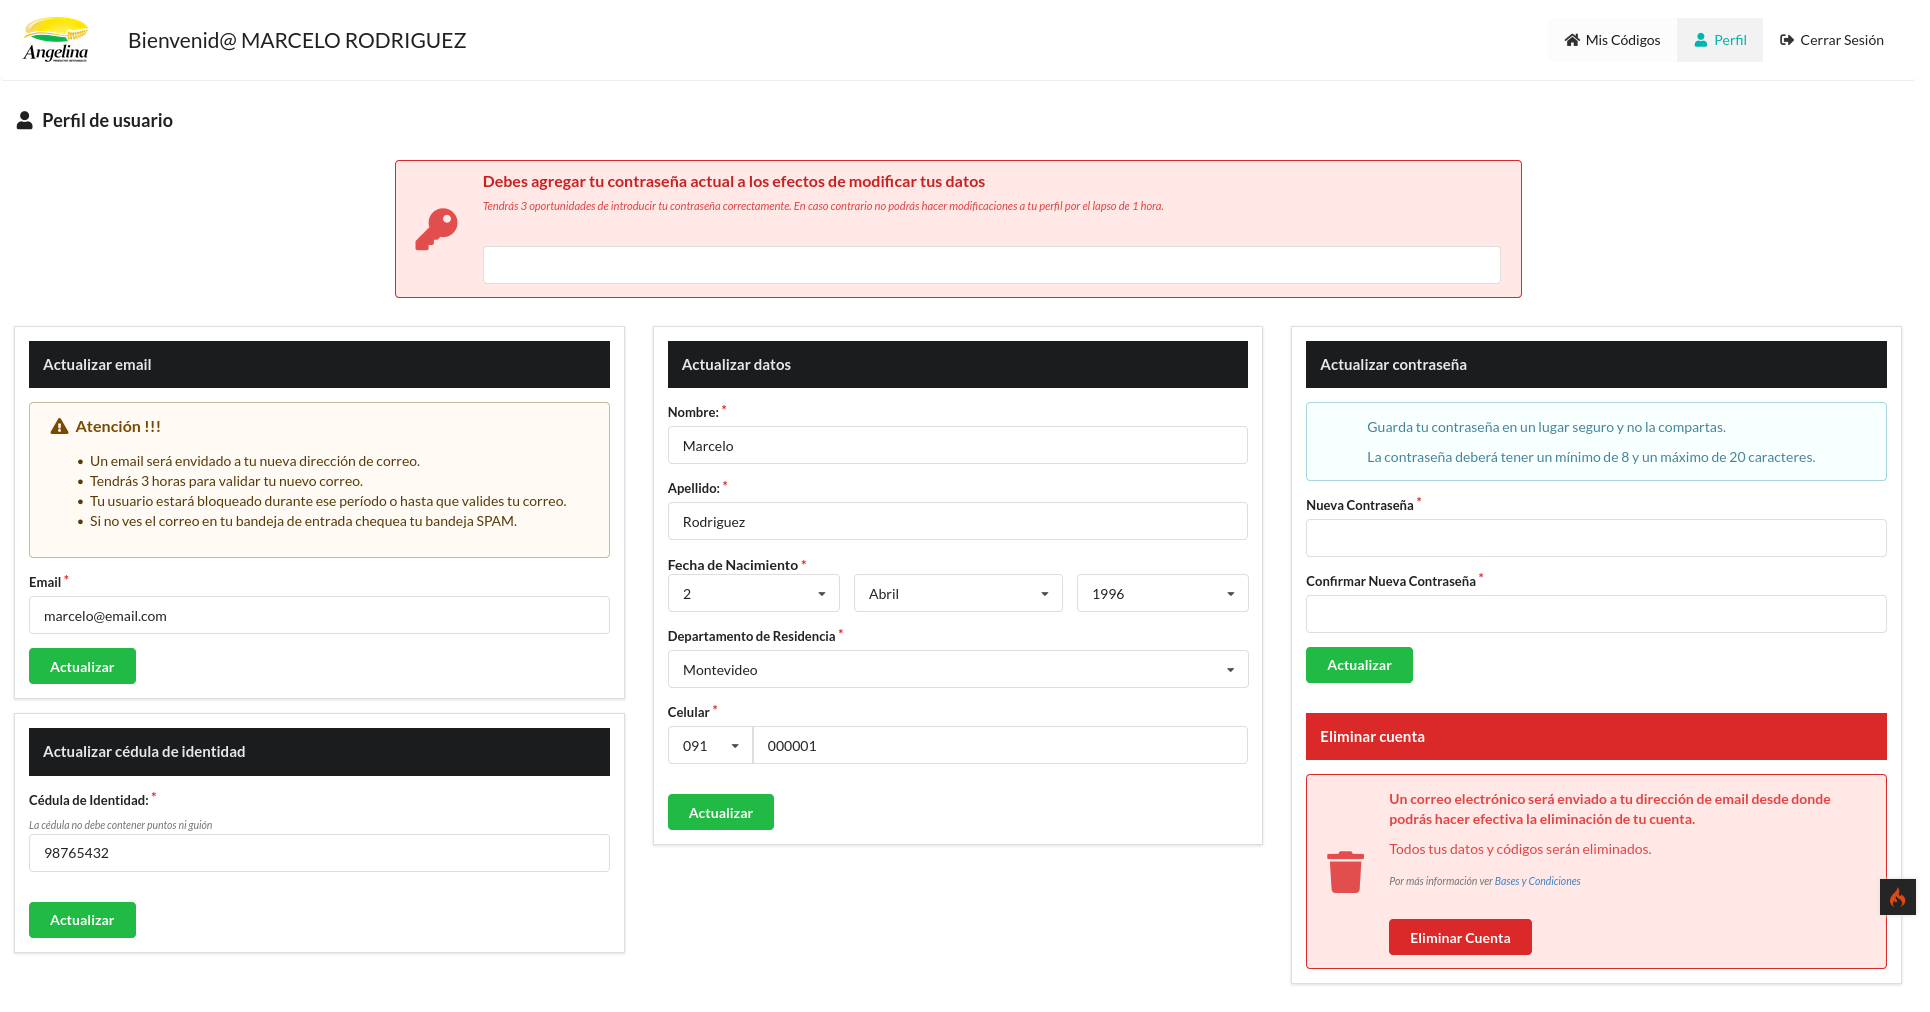 Angelina
Bienvenid@ MARCELO RODRIGUEZ
Mis Códigos
Perfil
Cerrar Sesión
Perfil de usuario
Debes agregar tu contraseña actual a los efectos de modificar tus datos
Tendrás 3 oportunidades de introducir tu contraseña correctamente. En caso contrario no podrás hacer modificaciones a tu perfil por el lapso de 1 hora.
Actualizar email
Atención !!!
• Un email será envidado a tu nueva dirección de correo.
• Tendrás 3 horas para validar tu nuevo correo.
• Tu usuario estará bloqueado durante ese período o hasta que valides tu correo.
• Si no ves el correo en tu bandeja de entrada chequea tu bandeja SPAM.
Email *
marcelo@email.com
Actualizar
Actualizar cédula de identidad
Cédula de Identidad: *
La cédula no debe contener puntos ni guión
98765432
Actualizar
Actualizar datos
Nombre: *
Marcelo
Apellido: *
Rodriguez
Fecha de Nacimiento *
2
Abril
1996
Departamento de Residencia *
Montevideo
Celular *
091
000001
Actualizar
Actualizar contraseña
Guarda tu contraseña en un lugar seguro y no la compartas.
La contraseña deberá tener un mínimo de 8 y un máximo de 20 caracteres.
Nueva Contraseña *
Confirmar Nueva Contraseña *
Actualizar
Eliminar cuenta
Un correo electrónico será enviado a tu dirección de email desde donde
podrás hacer efectiva la eliminación de tu cuenta.
Todos tus datos y códigos serán eliminados.
Por más información ver Bases y Condiciones
Eliminar Cuenta